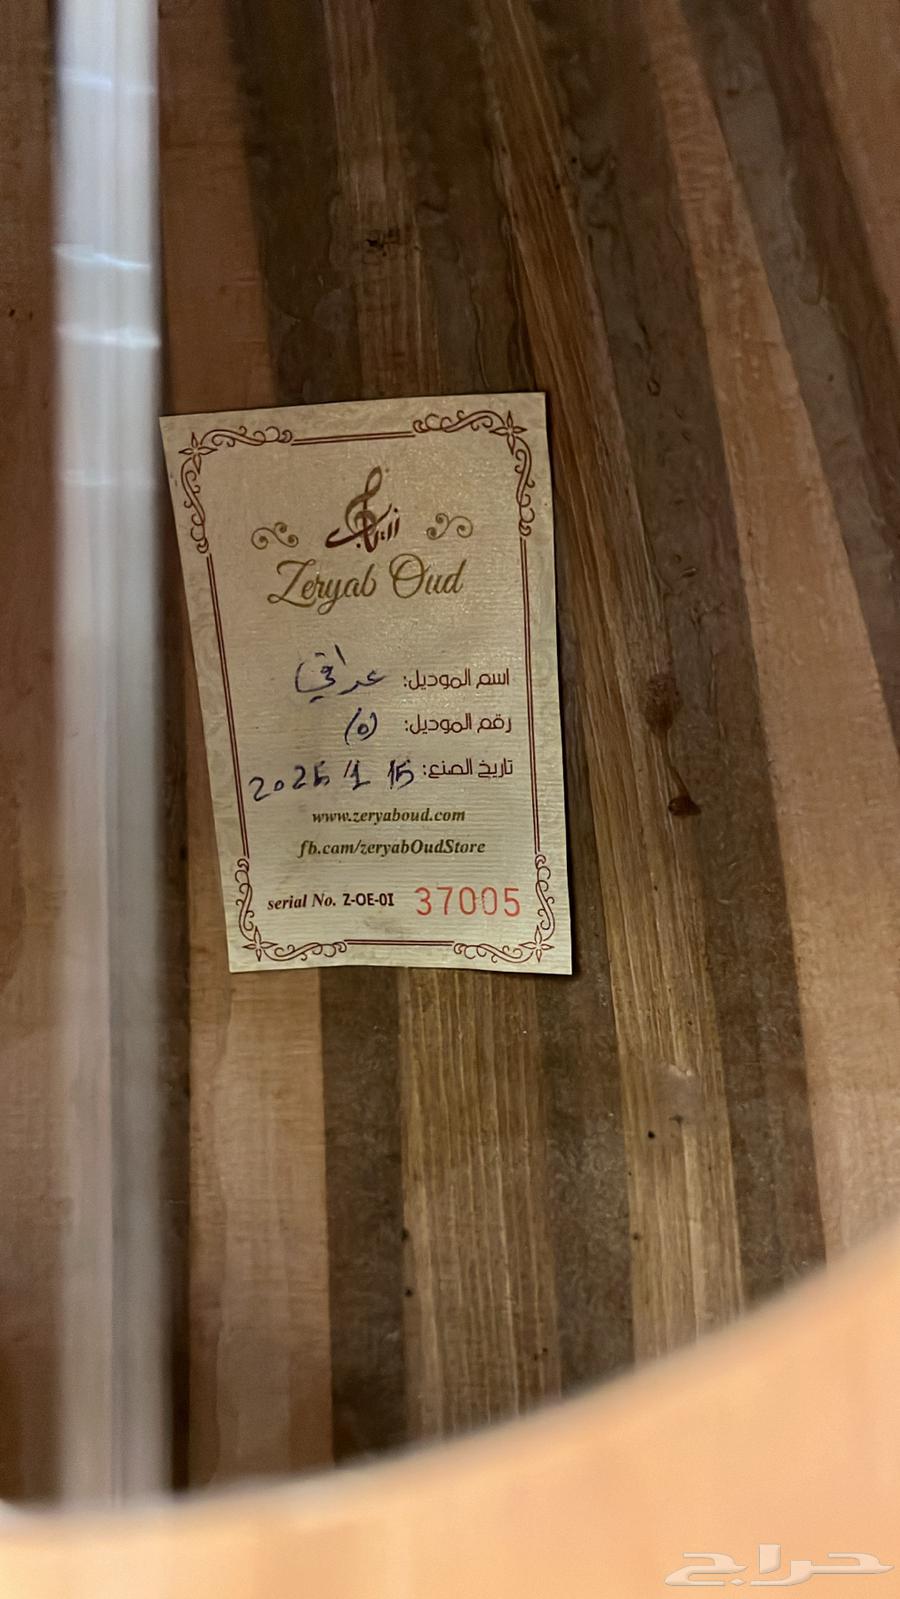 زرياب
Zeryab Oud
اسم الموديل: عراقي
رقم الموديل: (٥)
تاريخ الصنع: 15 / 1 / 2025
www.zeryaboud.com
fb.cam/zeryabOudStore
serial No. Z-OE-01 37005
حراج